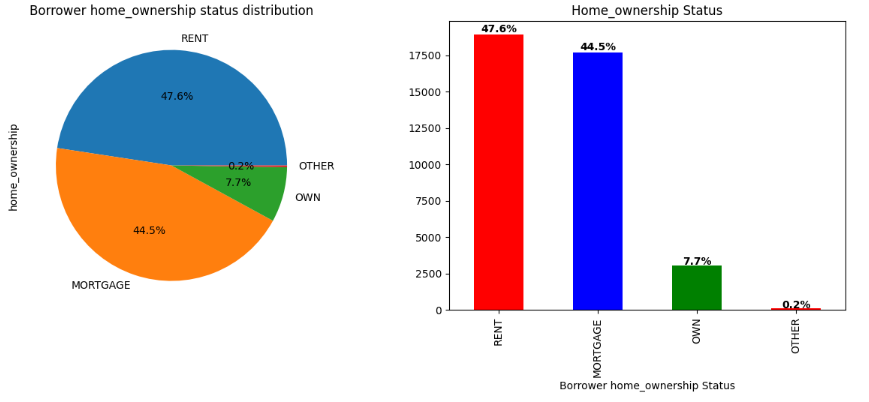 Borrower home_ownership status distribution
RENT
47.6%
home_ownership
0.2%
OTHER
7.7%
OWN
44.5%
MORTGAGE
Home_ownership Status
47.6%
44.5%
7.7%
0.2%
17500
15000
12500
10000
7500
5000
2500
0
RENT
MORTGAGE
OWN
OTHER
Borrower home_ownership Status